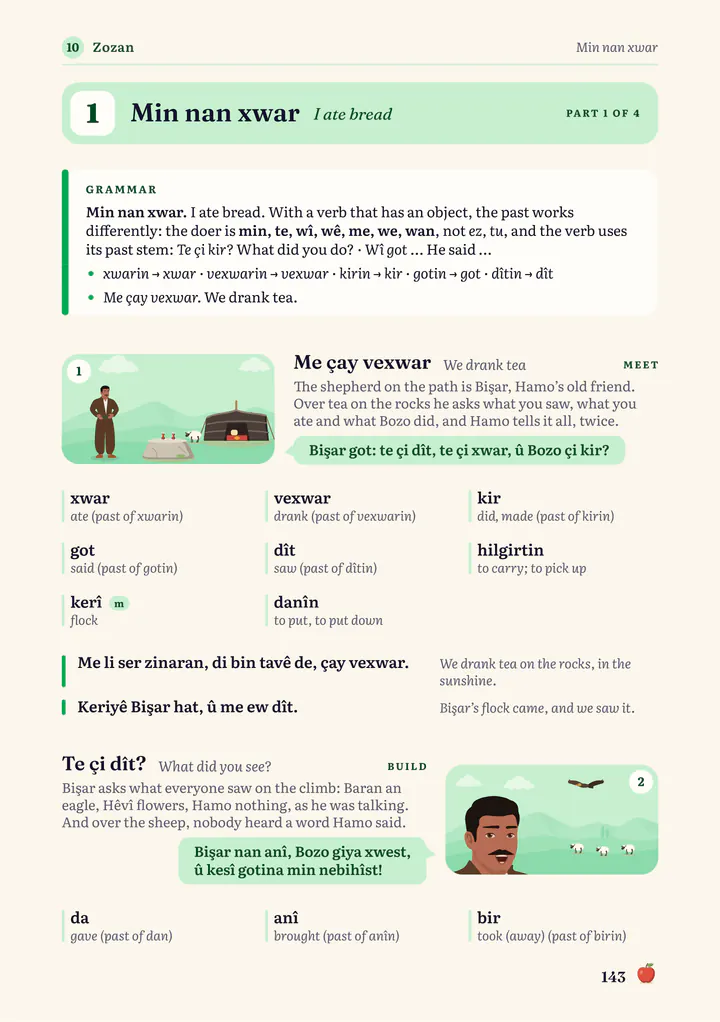 10 Zozan
Min nan xwar
1 Min nan xwar I ate bread PART 1 OF 4
GRAMMAR
Min nan xwar. I ate bread. With a verb that has an object, the past works
differently: the doer is min, te, wî, wê, me, we, wan, not ez, tu, and the verb uses
its past stem: Te çi kir? What did you do? · Wî got … He said …
• xwarin → xwar · vexwarin → vexwar · kirin → kir · gotin → got · dîtin → dît
• Me çay vexwar. We drank tea.
1
Me çay vexwar We drank tea MEET
The shepherd on the path is Bişar, Hamo’s old friend.
Over tea on the rocks he asks what you saw, what you
ate and what Bozo did, and Hamo tells it all, twice.
Bişar got: te çi dît, te çi xwar, û Bozo çi kir?
xwar
ate (past of xwarin)
vexwar
drank (past of vexwarin)
kir
did, made (past of kirin)
got
said (past of gotin)
dît
saw (past of dîtin)
hilgirtin
to carry; to pick up
kerî m
flock
danîn
to put, to put down
Me li ser zinaran, di bin tavê de, çay vexwar.
We drank tea on the rocks, in the
sunshine.
Keriyê Bişar hat, û me ew dît.
Bişar’s flock came, and we saw it.
Te çi dît? What did you see? BUILD
Bişar asks what everyone saw on the climb: Baran an
eagle, Hêvî flowers, Hamo nothing, as he was talking.
And over the sheep, nobody heard a word Hamo said.
Bişar nan anî, Bozo giya xwest,
û kesî gotina min nebihîst!
2
da
gave (past of dan)
anî
brought (past of anîn)
bir
took (away) (past of birin)
143